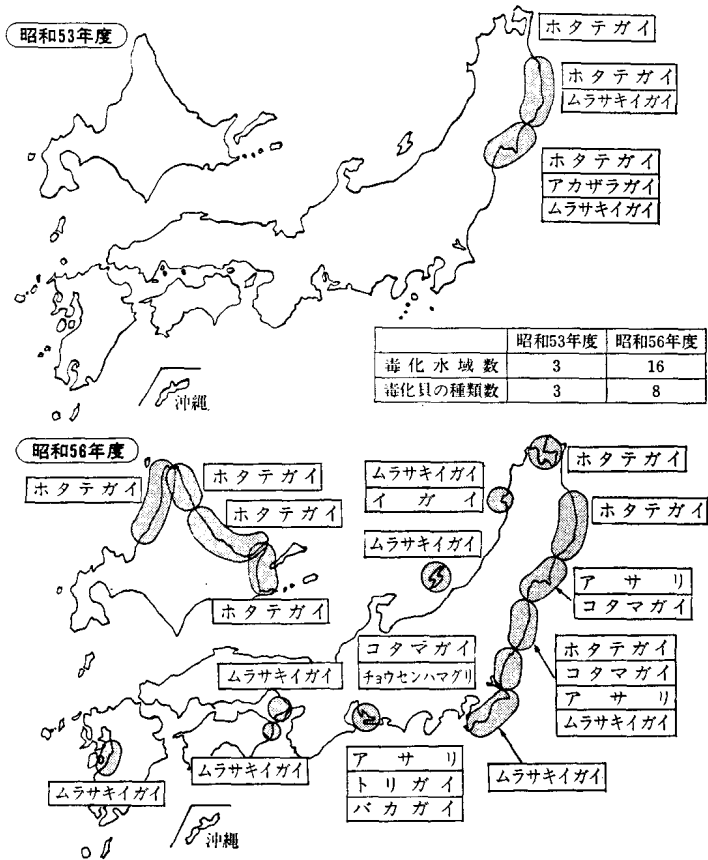 昭和53年度
ホタテガイ
ホタテガイ
ムラサキイガイ
ホタテガイ
アカザラガイ
ムラサキイガイ
昭和53年度 昭和56年度
毒化水域数 3 16
毒化貝の種類数 3 8
沖縄
昭和56年度
ホタテガイ
ホタテガイ
ホタテガイ
ホタテガイ
ムラサキイガイ
イガイ
ムラサキイガイ
ホタテガイ
ホタテガイ
アサリ
コタマガイ
ホタテガイ
コタマガイ
アサリ
ムラサキイガイ
コタマガイ
チョウセンハマグリ
ムラサキイガイ
ムラサキイガイ
ムラサキイガイ
アサリ
トリガイ
バカガイ
ムラサキイガイ
沖縄